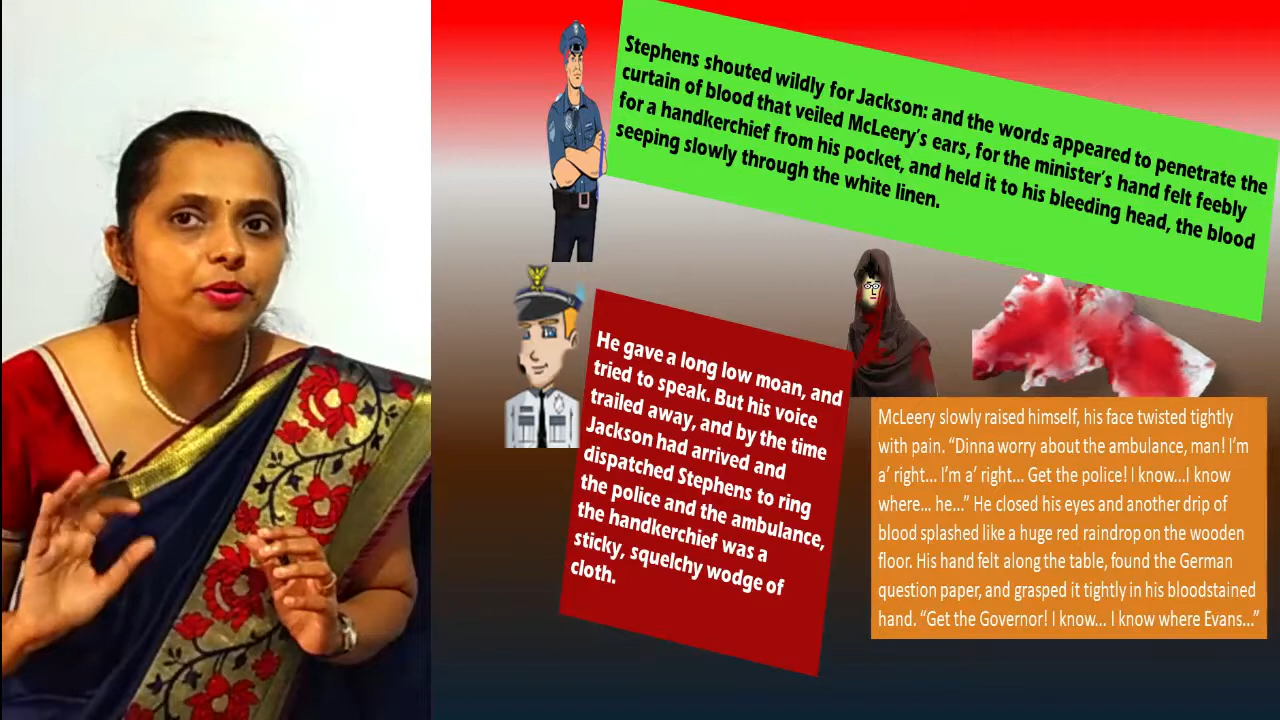 Stephens shouted wildly for Jackson: and the words appeared to penetrate the
curtain of blood that veiled McLeery's ears, for the minister's hand felt feebly
for a handkerchief from his pocket, and held it to his bleeding head, the blood
seeping slowly through the white linen.
He gave a long low moan, and
tried to speak. But his voice
trailed away, and by the time
Jackson had arrived and
dispatched Stephens to ring
the police and the ambulance,
the handkerchief was a
sticky, squelchy wodge of
cloth.
McLeery slowly raised himself, his face twisted tightly
with pain. “Dinna worry about the ambulance, man! I’m
a’ right... I’m a’ right... Get the police! I know...I know
where... he...” He closed his eyes and another drip of
blood splashed like a huge red raindrop on the wooden
floor. His hand felt along the table, found the German
question paper, and grasped it tightly in his bloodstained
hand. “Get the Governor! I know... I know where Evans...”